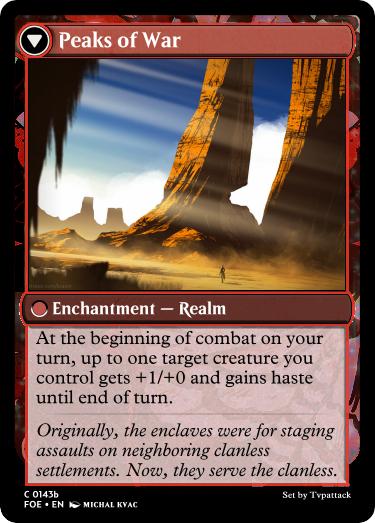 Peaks of War
Enchantment — Realm
At the beginning of combat on your
turn, up to one target creature you
control gets +1/+0 and gains haste
until end of turn.
Originally, the enclaves were for staging
assaults on neighboring clanless
settlements. Now, they serve the clanless.
C 0143b
Set by Tvpattack
FOE • EN MICHAL KVAC